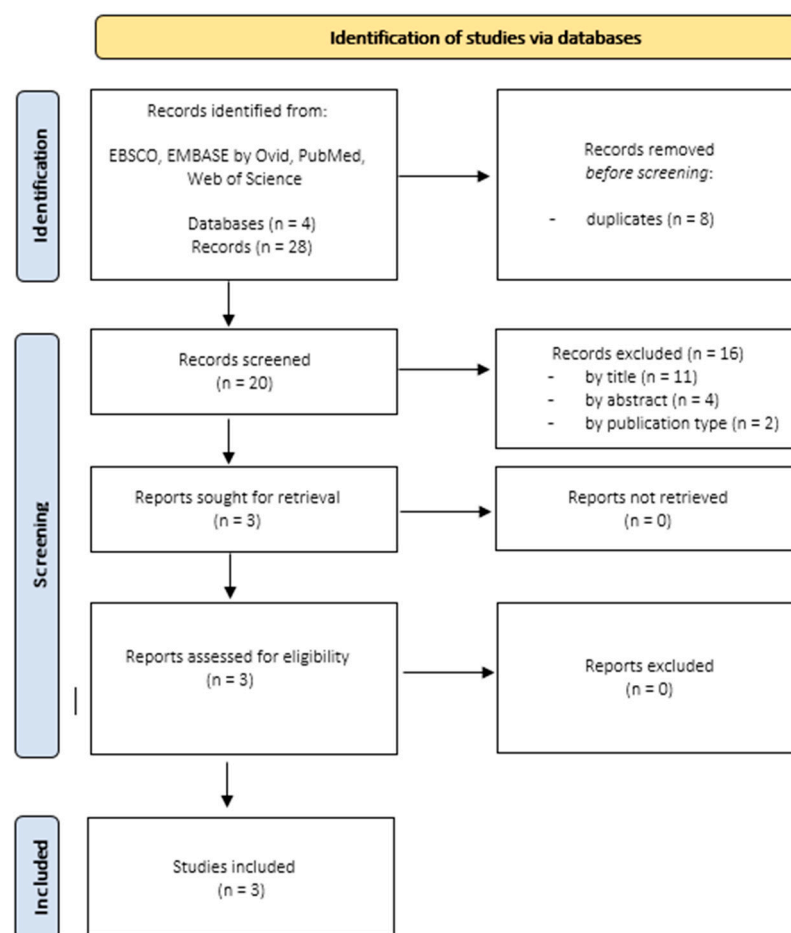 Identification of studies via databases
Identification
Records identified from:
EBSCO, EMBASE by Ovid, PubMed,
Web of Science
Databases (n = 4)
Records (n = 28)
Records removed
before screening:
- duplicates (n = 8)
Screening
Records screened
(n = 20)
Records excluded (n = 16)
- by title (n = 11)
- by abstract (n = 4)
- by publication type (n = 2)
Reports sought for retrieval
(n = 3)
Reports not retrieved
(n = 0)
Reports assessed for eligibility
(n = 3)
Reports excluded
(n = 0)
Included
Studies included
(n = 3)